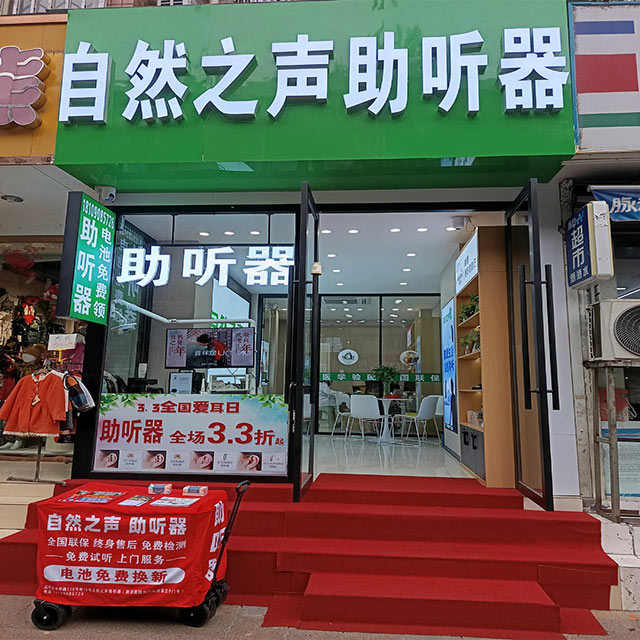 自然之声助听器
助听器
电池免费领
助听器
3.3全国爱耳日
助听器 全场3.3折起
自然之声 助听器
全国联保 终身售后 免费检测
免费试听 上门服务
电池免费换新
超市
脉